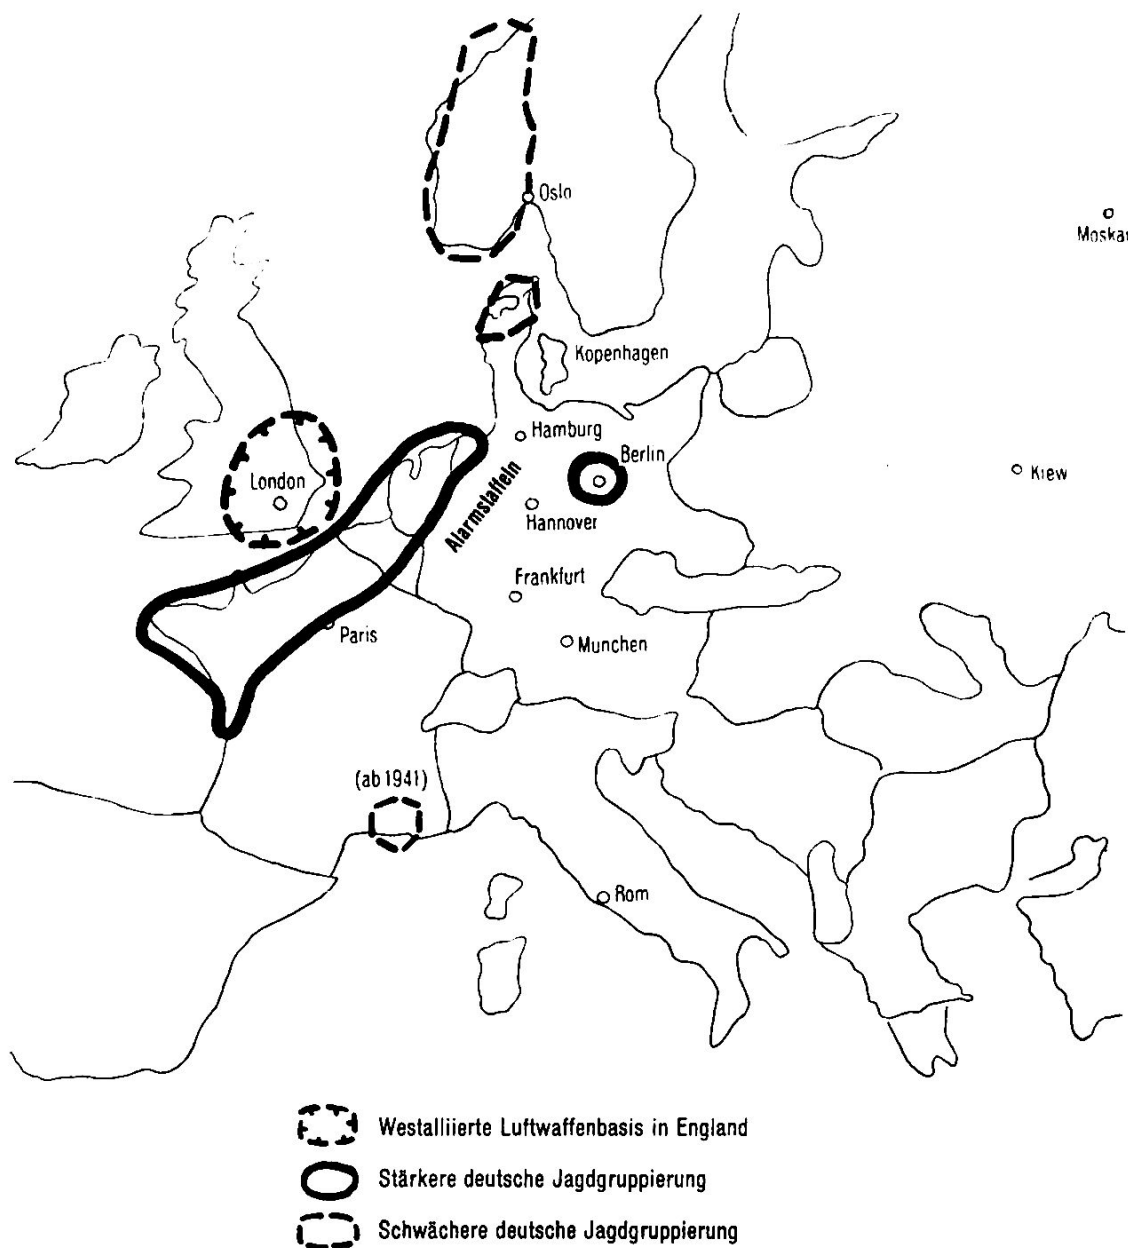 Oslo
Moskau
Kopenhagen
Hamburg
Berlin
London
Kiew
Alarmstaffeln
Hannover
Frankfurt
Paris
Munchen
(ab 1941)
Rom
Westalliierte Luftwaffenbasis in England
Stärkere deutsche Jagdgruppierung
Schwächere deutsche Jagdgruppierung